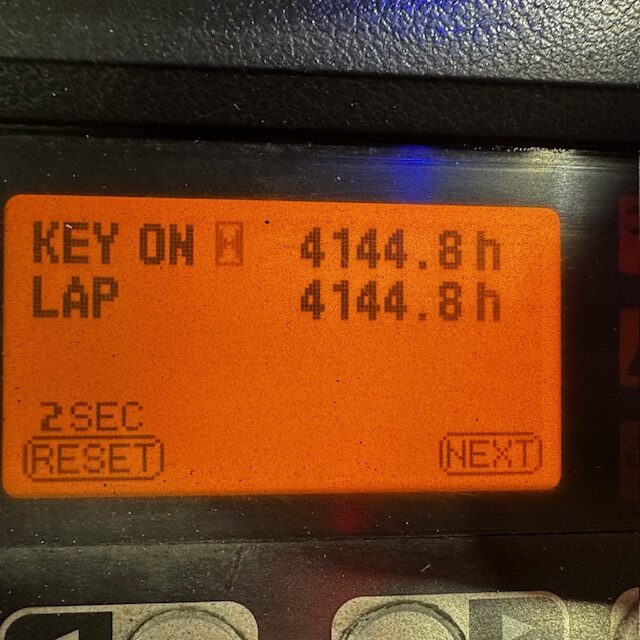 KEY ON 4144.8h
LAP 4144.8h
2SEC
RESET NEXT